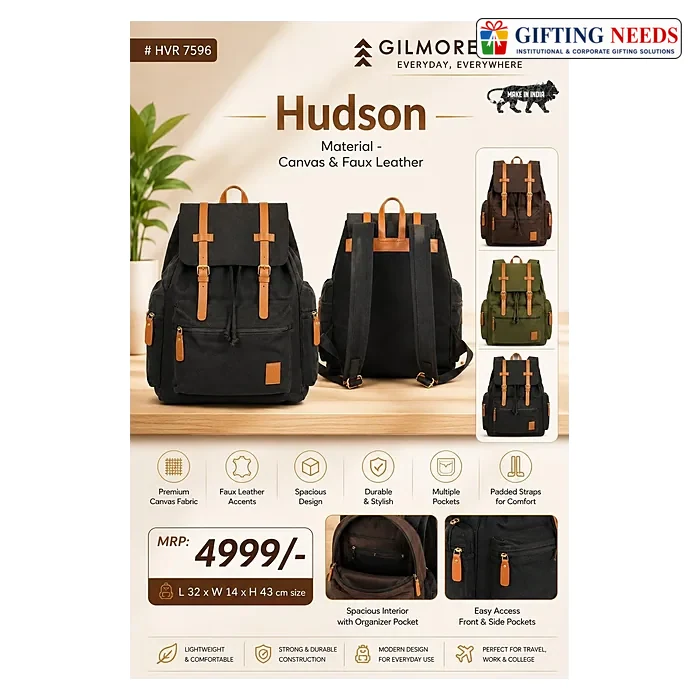 # HVR 7596
GILMORE
EVERYDAY, EVERYWHERE
GIFTING NEEDS
INSTITUTIONAL & CORPORATE GIFTING SOLUTIONS
MAKE IN INDIA
Hudson
Material -
Canvas & Faux Leather
Premium
Canvas Fabric
Faux Leather
Accents
Spacious
Design
Durable
& Stylish
Multiple
Pockets
Padded Straps
for Comfort
MRP: 4999/-
L 32 x W 14 x H 43 cm size
Spacious Interior
with Organizer Pocket
Easy Access
Front & Side Pockets
LIGHTWEIGHT
& COMFORTABLE
STRONG & DURABLE
CONSTRUCTION
MODERN DESIGN
FOR EVERYDAY USE
PERFECT FOR TRAVEL,
WORK & COLLEGE